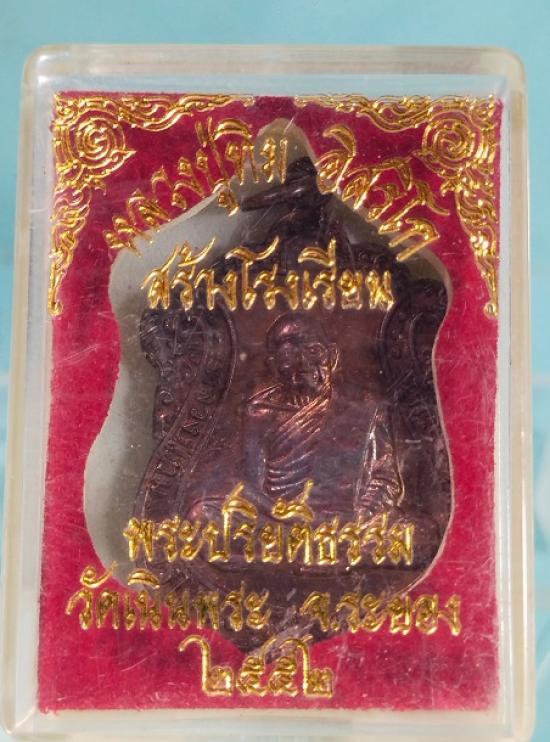 หลวงปู่ทิม อิสริโก
สร้างโรงเรียน
พระปริยัติธรรม
วัดเนินพระ จ.ระยอง
๒๕๕๒